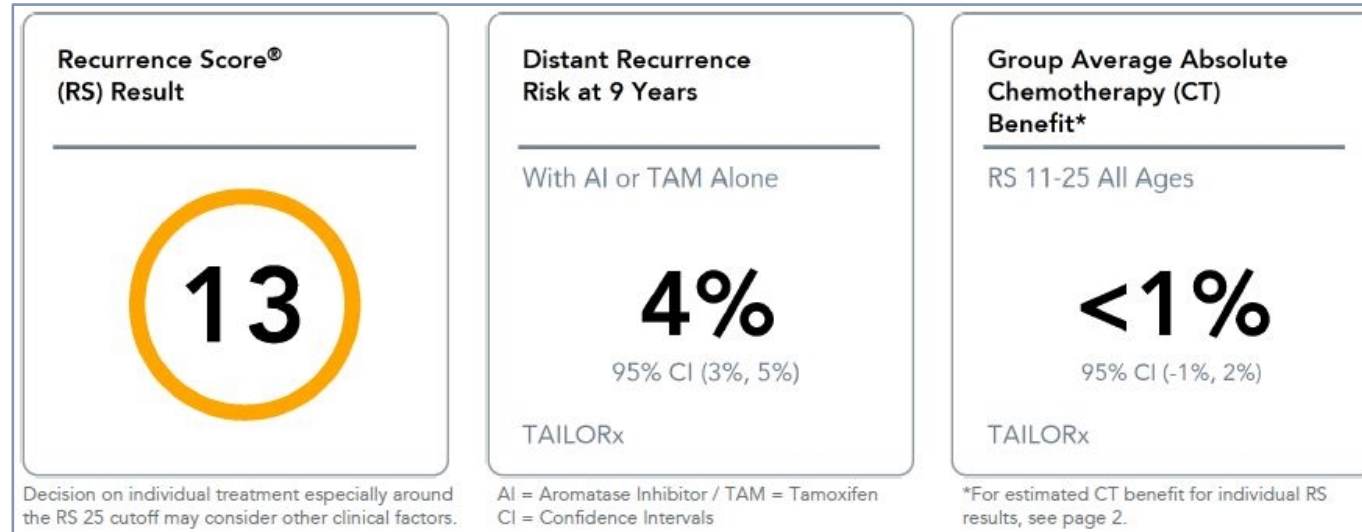 Recurrence Score®
(RS) Result
13
Decision on individual treatment especially around
the RS 25 cutoff may consider other clinical factors.
Distant Recurrence
Risk at 9 Years
With AI or TAM Alone
4%
95% CI (3%, 5%)
TAILORx
AI = Aromatase Inhibitor / TAM = Tamoxifen
CI = Confidence Intervals
Group Average Absolute
Chemotherapy (CT)
Benefit*
RS 11-25 All Ages
<1%
95% CI (-1%, 2%)
TAILORx
*For estimated CT benefit for individual RS
results, see page 2.